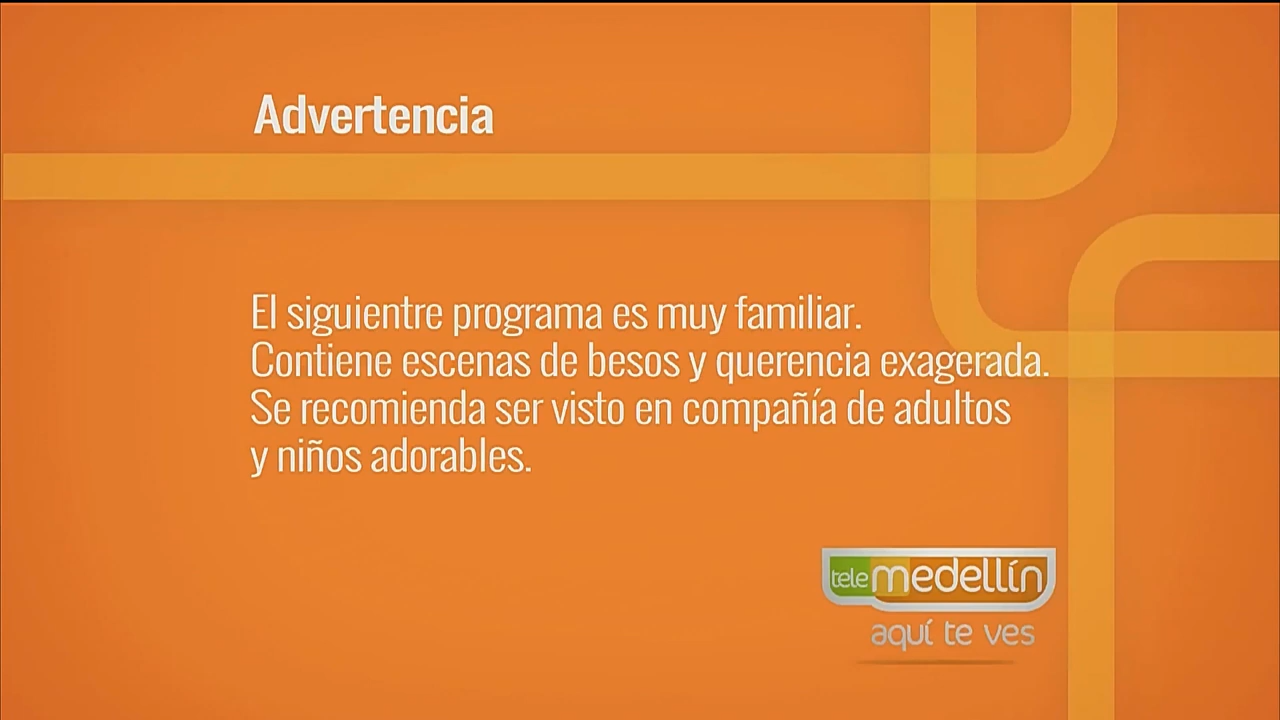 Advertencia
El siguientre programa es muy familiar.
Contiene escenas de besos y querencia exagerada.
Se recomienda ser visto en compañía de adultos
y niños adorables.
tele medellín
aquí te ves